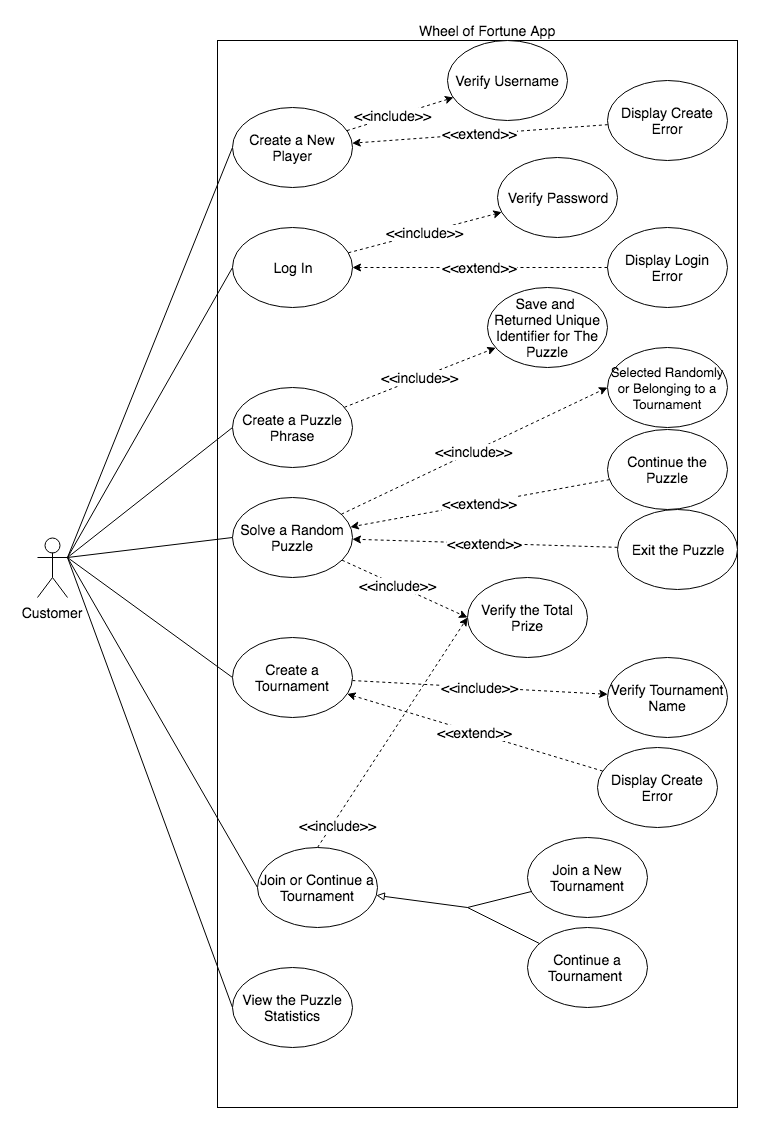 Wheel of Fortune App
Verify Username
<<include>>
Display Create
Error
<<extend>>
Create a New
Player
Verify Password
<<include>>
Log In
<<extend>>
Display Login
Error
Save and
Returned Unique
Identifier for The
Puzzle
<<include>>
Selected Randomly
or Belonging to a
Tournament
Create a Puzzle
Phrase
<<include>>
Continue the
Puzzle
<<extend>>
Solve a Random
Puzzle
<<extend>>
Exit the Puzzle
<<include>>
Customer
Verify the Total
Prize
Create a
Tournament
<<include>>
Verify Tournament
Name
<<extend>>
Display Create
Error
<<include>>
Join or Continue a
Tournament
Join a New
Tournament
Continue a
Tournament
View the Puzzle
Statistics